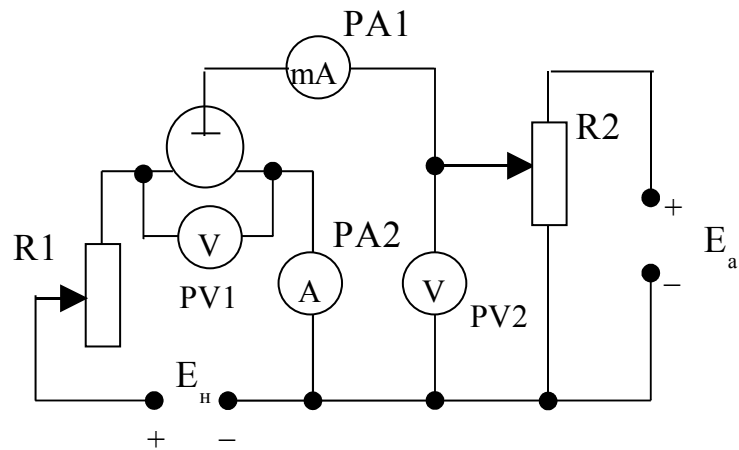 PA1
mA
R2
+
R1
V
PA2
E a
A
V
PV1
PV2
–
E н
+ –